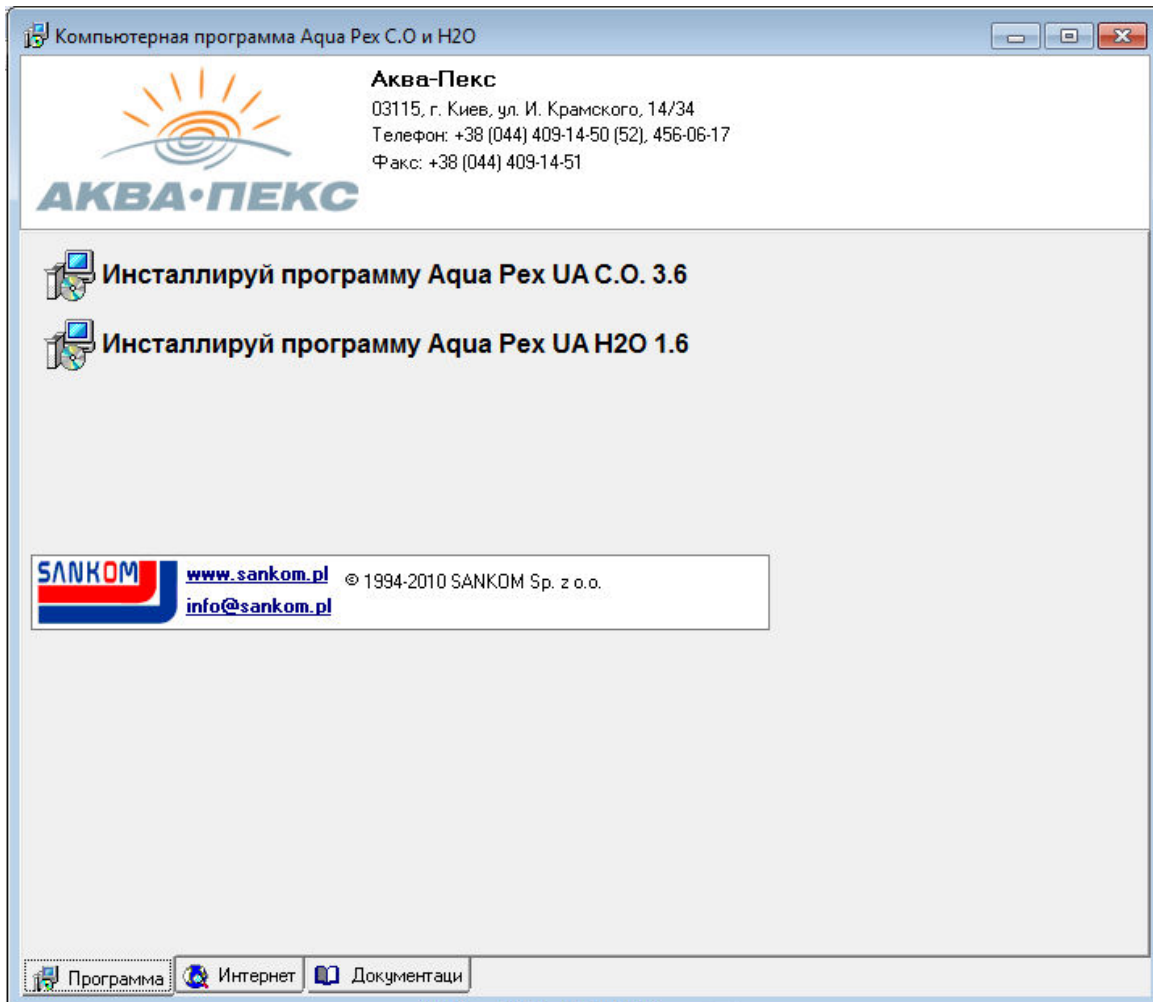 Компьютерная программа Aqua Pex C.O и H2O
Аква-Пекс
03115, г. Киев, ул. И. Крамского, 14/34
Телефон: +38 (044) 409-14-50 (52), 456-06-17
Факс: +38 (044) 409-14-51
АКВА•ПЕКС
Инсталлируй программу Aqua Pex UA C.O. 3.6
Инсталлируй программу Aqua Pex UA H2O 1.6
SANKOM
www.sankom.pl © 1994-2010 SANKOM Sp. z o.o.
info@sankom.pl
Программа Интернет Документаци